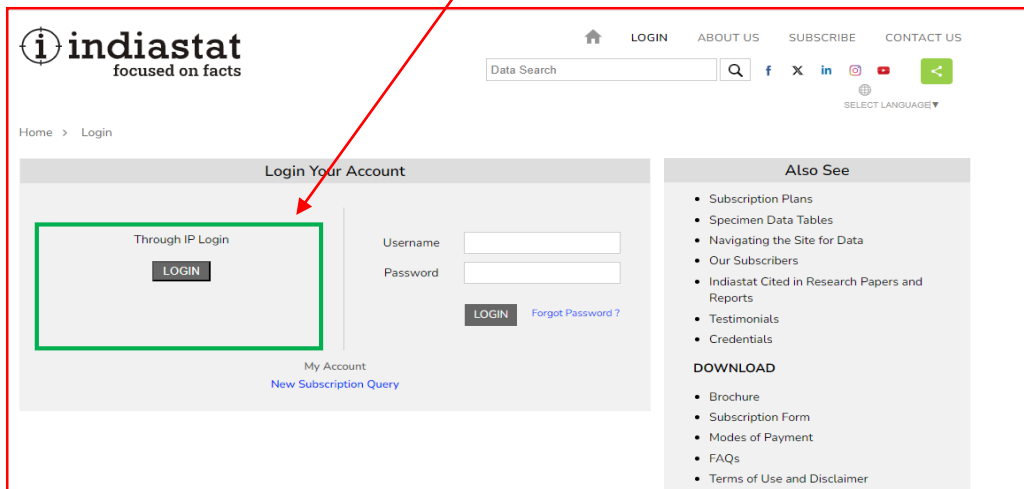 indiastat
focused on facts
LOGIN ABOUT US SUBSCRIBE CONTACT US
Data Search
SELECT LANGUAGE▼
Home > Login
Login Your Account
Through IP Login
LOGIN
Username
Password
LOGIN Forgot Password ?
My Account
New Subscription Query
Also See
• Subscription Plans
• Specimen Data Tables
• Navigating the Site for Data
• Our Subscribers
• Indiastat Cited in Research Papers and
Reports
• Testimonials
• Credentials
DOWNLOAD
• Brochure
• Subscription Form
• Modes of Payment
• FAQs
• Terms of Use and Disclaimer